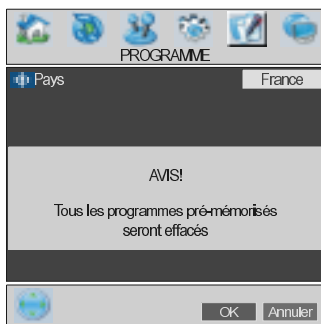 PROGRAMME
Pays France
AVIS!
Tous les programmes pré-mémorisés
seront effacés
OK Annuler